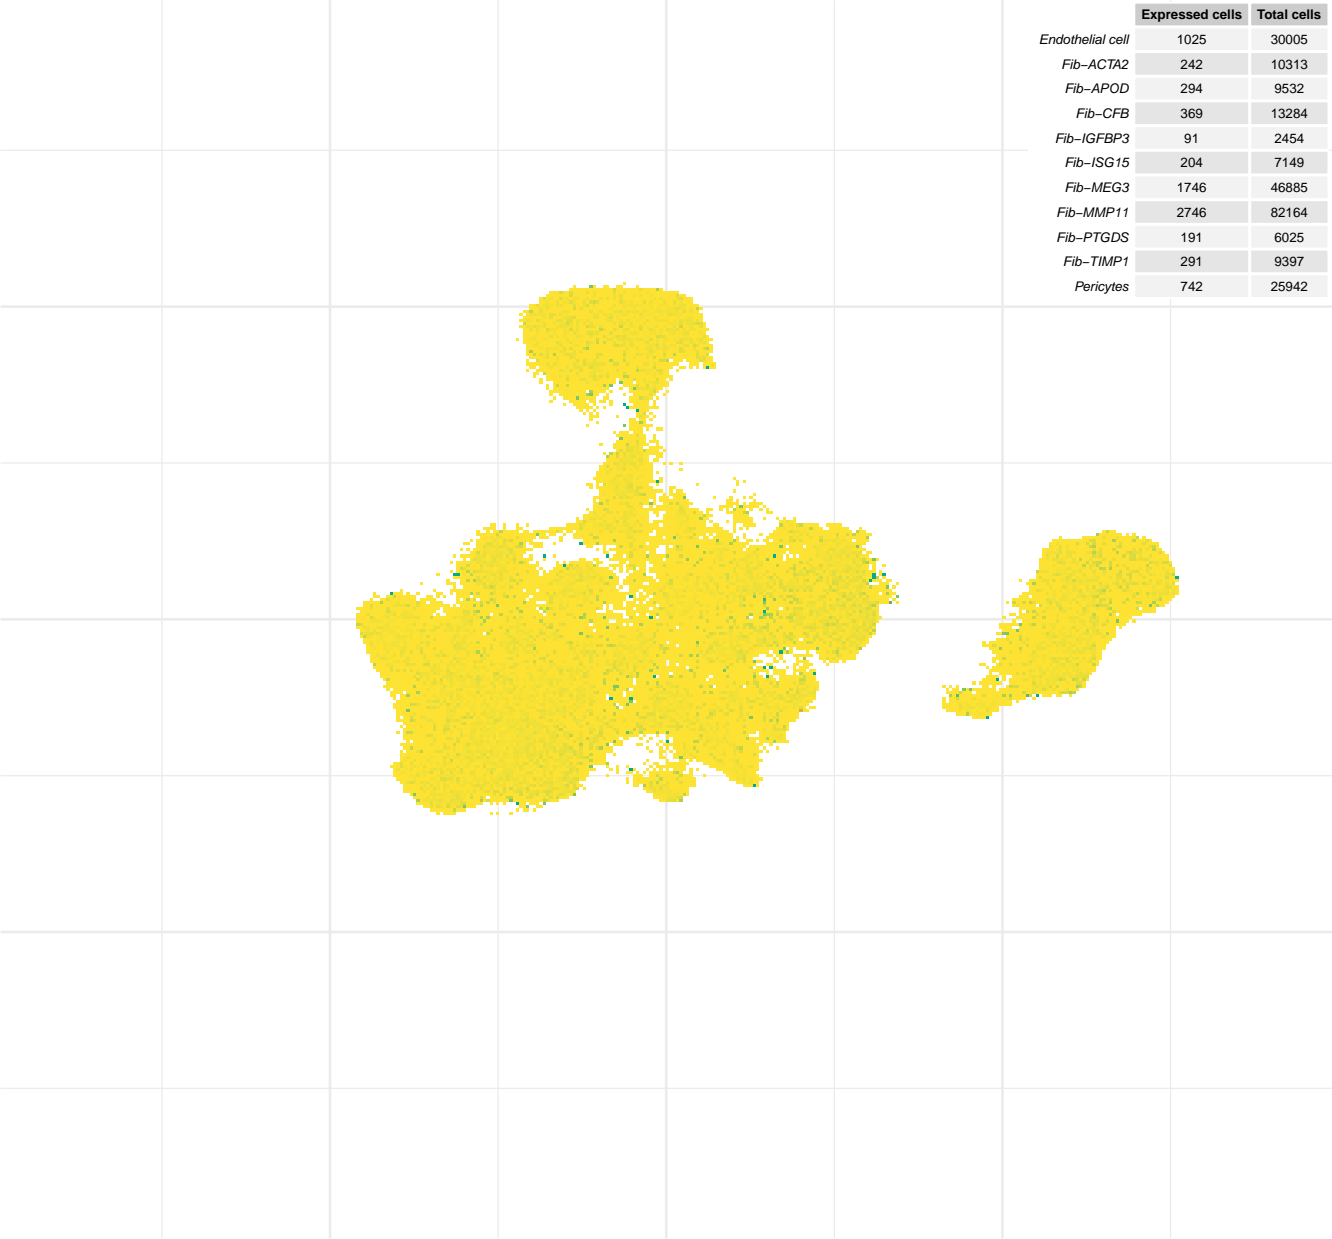 Expressed cells Total cells
Endothelial cell 1025 30005
Fib−ACTA2 242 10313
Fib−APOD 294 9532
Fib−CFB 369 13284
Fib−IGFBP3 91 2454
Fib−ISG15 204 7149
Fib−MEG3 1746 46885
Fib−MMP11 2746 82164
Fib−PTGDS 191 6025
Fib−TIMP1 291 9397
Pericytes 742 25942